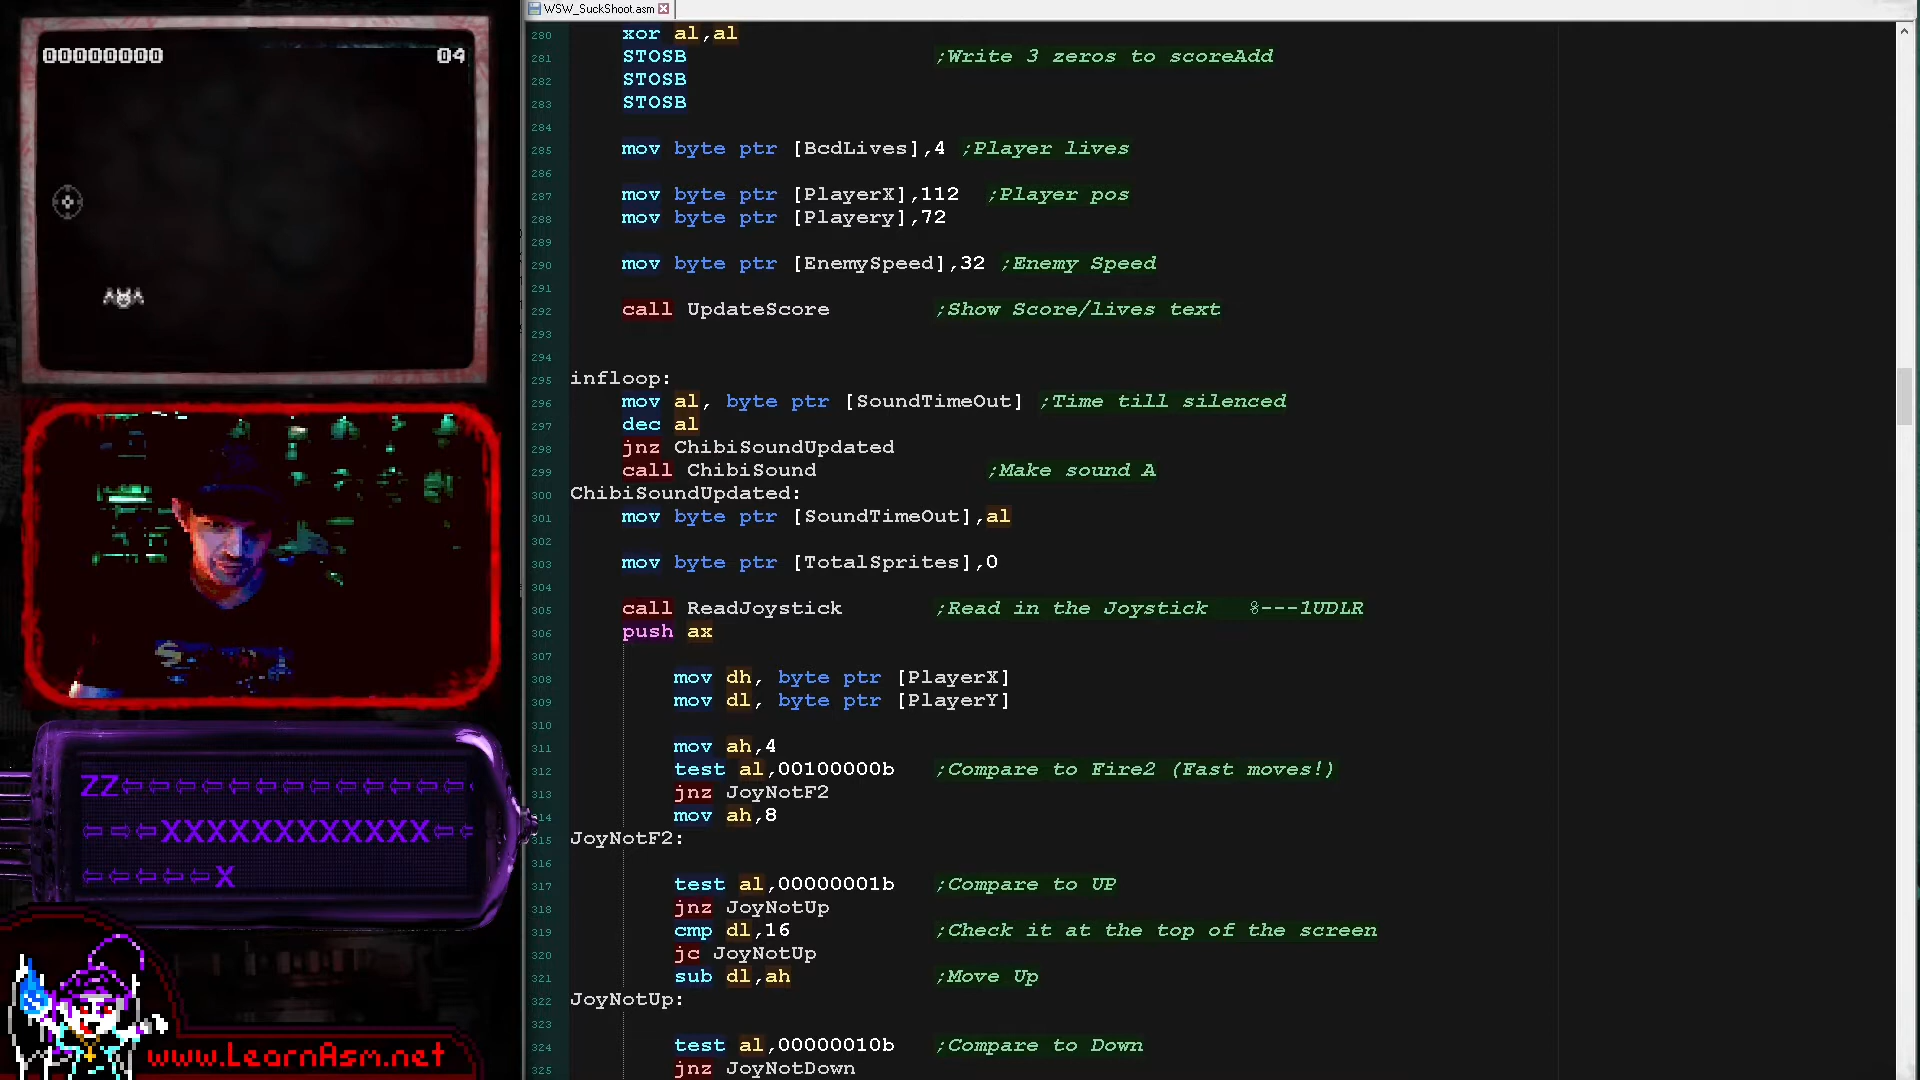 WSW_SuckShoot.asm
00000000 04
280 xor al,al
281 STOSB ;Write 3 zeros to scoreAdd
282 STOSB
283 STOSB
284
285 mov byte ptr [BcdLives],4 ;Player lives
286
287 mov byte ptr [PlayerX],112 ;Player pos
288 mov byte ptr [Playery],72
289
290 mov byte ptr [EnemySpeed],32 ;Enemy Speed
291
292 call UpdateScore ;Show Score/lives text
293
294
295 infloop:
296 mov al, byte ptr [SoundTimeOut] ;Time till silenced
297 dec al
298 jnz ChibiSoundUpdated
299 call ChibiSound ;Make sound A
300 ChibiSoundUpdated:
301 mov byte ptr [SoundTimeOut],al
302
303 mov byte ptr [TotalSprites],0
304
305 call ReadJoystick ;Read in the Joystick %---1UDLR
306 push ax
307
308 mov dh, byte ptr [PlayerX]
309 mov dl, byte ptr [PlayerY]
310
311 mov ah,4
312 test al,00100000b ;Compare to Fire2 (Fast moves!)
313 jnz JoyNotF2
314 mov ah,8
315 JoyNotF2:
316
317 test al,00000001b ;Compare to UP
318 jnz JoyNotUp
319 cmp dl,16 ;Check it at the top of the screen
320 jc JoyNotUp
321 sub dl,ah ;Move Up
322 JoyNotUp:
323
324 test al,00000010b ;Compare to Down
325 jnz JoyNotDown
ZZ⇦⇦⇦⇦⇦⇦⇦⇦⇦⇦⇦⇦⇦
⇦⇨⇦XXXXXXXXXXXX⇦⇦
⇦⇦⇦⇦⇦X
www.LearnAsm.net